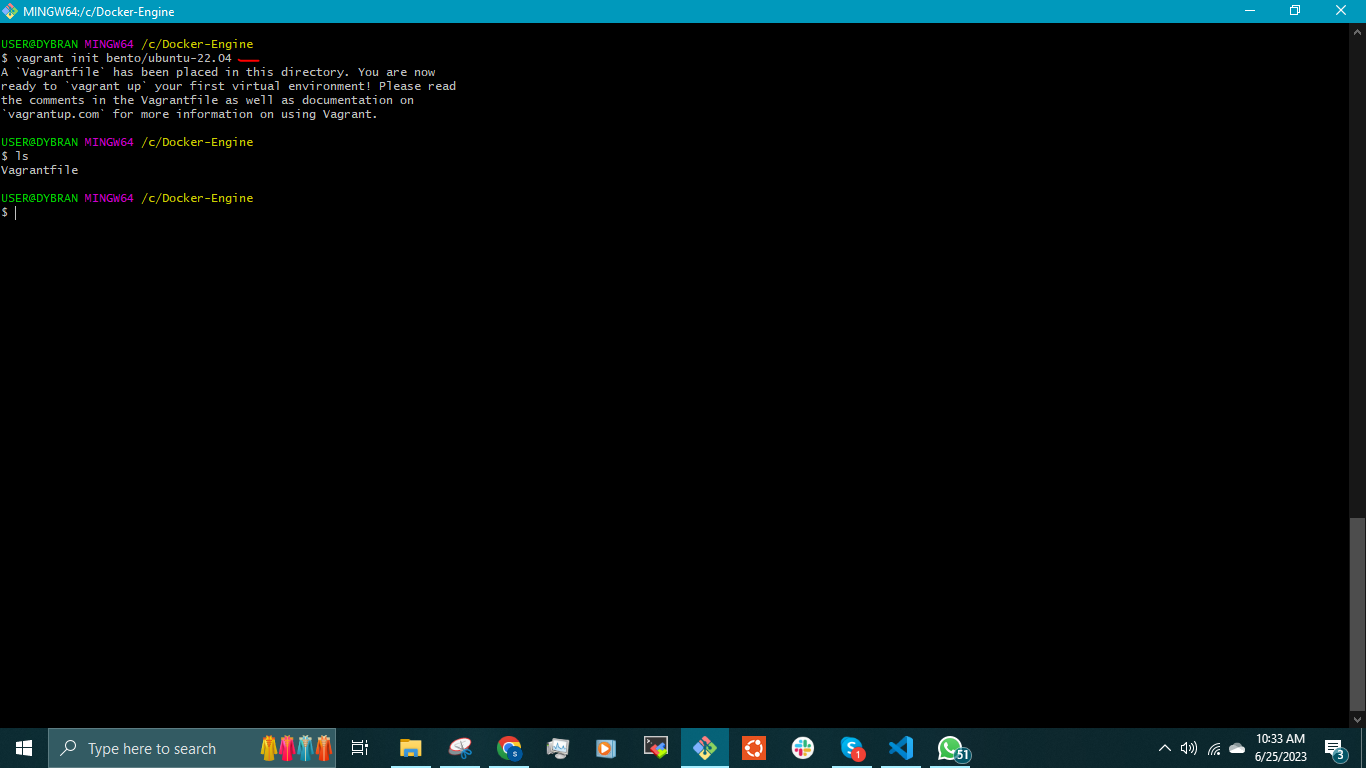 MINGW64:/c/Docker-Engine
USER@DYBRAN MINGW64 /c/Docker-Engine
$ vagrant init bento/ubuntu-22.04
A `Vagrantfile` has been placed in this directory. You are now
ready to `vagrant up` your first virtual environment! Please read
the comments in the Vagrantfile as well as documentation on
`vagrantup.com` for more information on using Vagrant.
USER@DYBRAN MINGW64 /c/Docker-Engine
$ ls
Vagrantfile
USER@DYBRAN MINGW64 /c/Docker-Engine
$
Type here to search
S
1
51
10:33 AM
6/25/2023
3